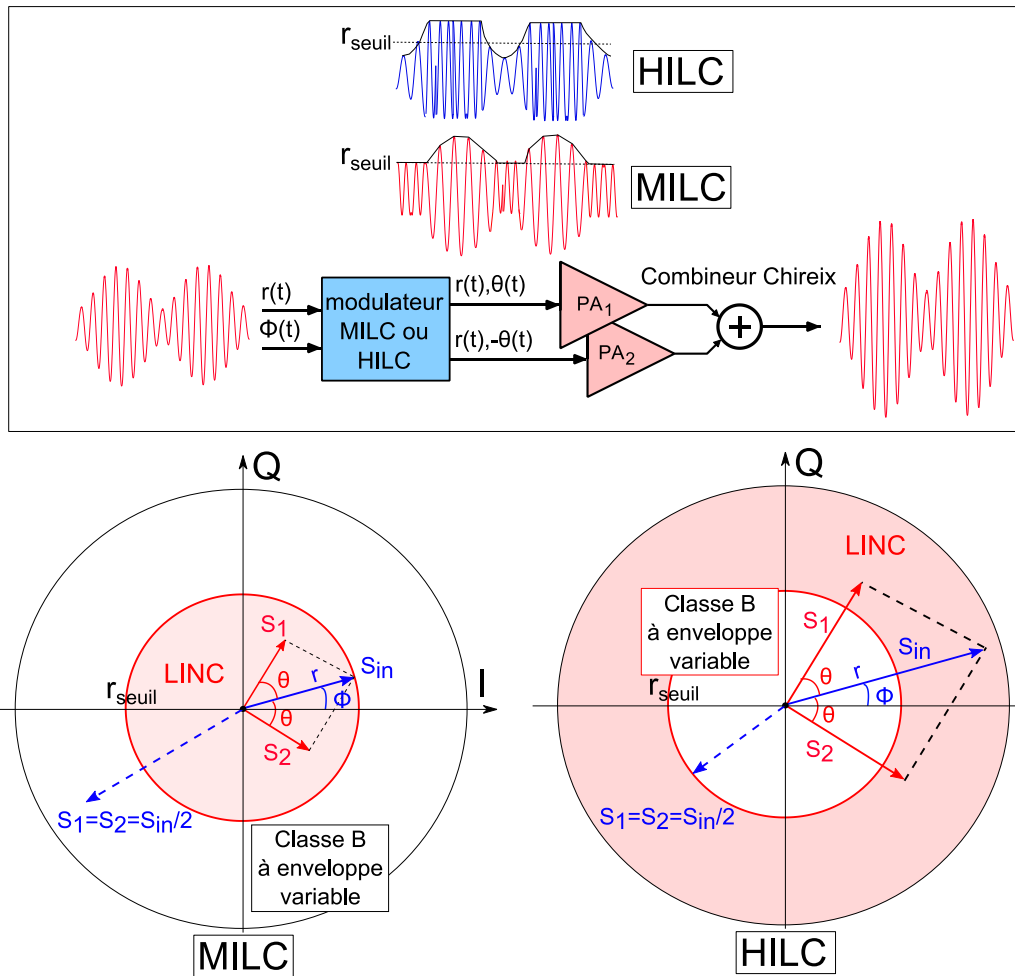 rseuil
HILC
rseuil
MILC
Combineur Chireix
r(t)
Φ(t)
modulateur
MILC ou
HILC
r(t),θ(t)
r(t),-θ(t)
PA1
PA2
Q
I
S1
Sin
LINC
θ
r
Φ
θ
rseuil
S2
S1=S2=Sin/2
Classe B
à enveloppe
variable
MILC
Q
LINC
Classe B
à enveloppe
variable
S1
Sin
θ
r
Φ
θ
rseuil
S2
S1=S2=Sin/2
HILC